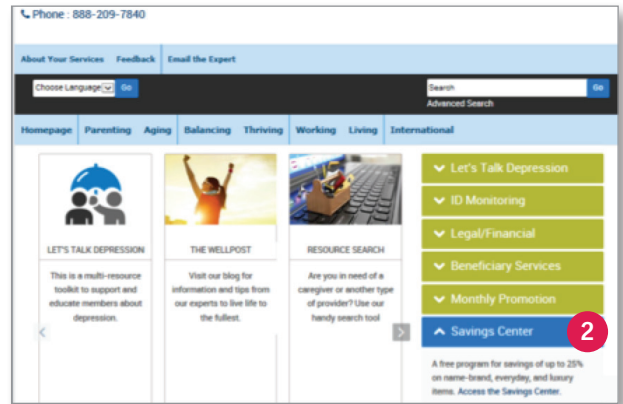 Phone : 888-209-7840
About Your Services Feedback Email the Expert
Choose Language Go
Search Go
Advanced Search
Homepage Parenting Aging Balancing Thriving Working Living International
LET'S TALK DEPRESSION
This is a multi-resource
toolkit to support and
educate members about
depression.
THE WELLPOST
Visit our blog for
information and tips from
our experts to live life to
the fullest.
RESOURCE SEARCH
Are you in need of a
caregiver or another type
of provider? Use our
handy search tool
Let's Talk Depression
ID Monitoring
Legal/Financial
Beneficiary Services
Monthly Promotion
Savings Center
2
A free program for savings of up to 25%
on name-brand, everyday, and luxury
items. Access the Savings Center.